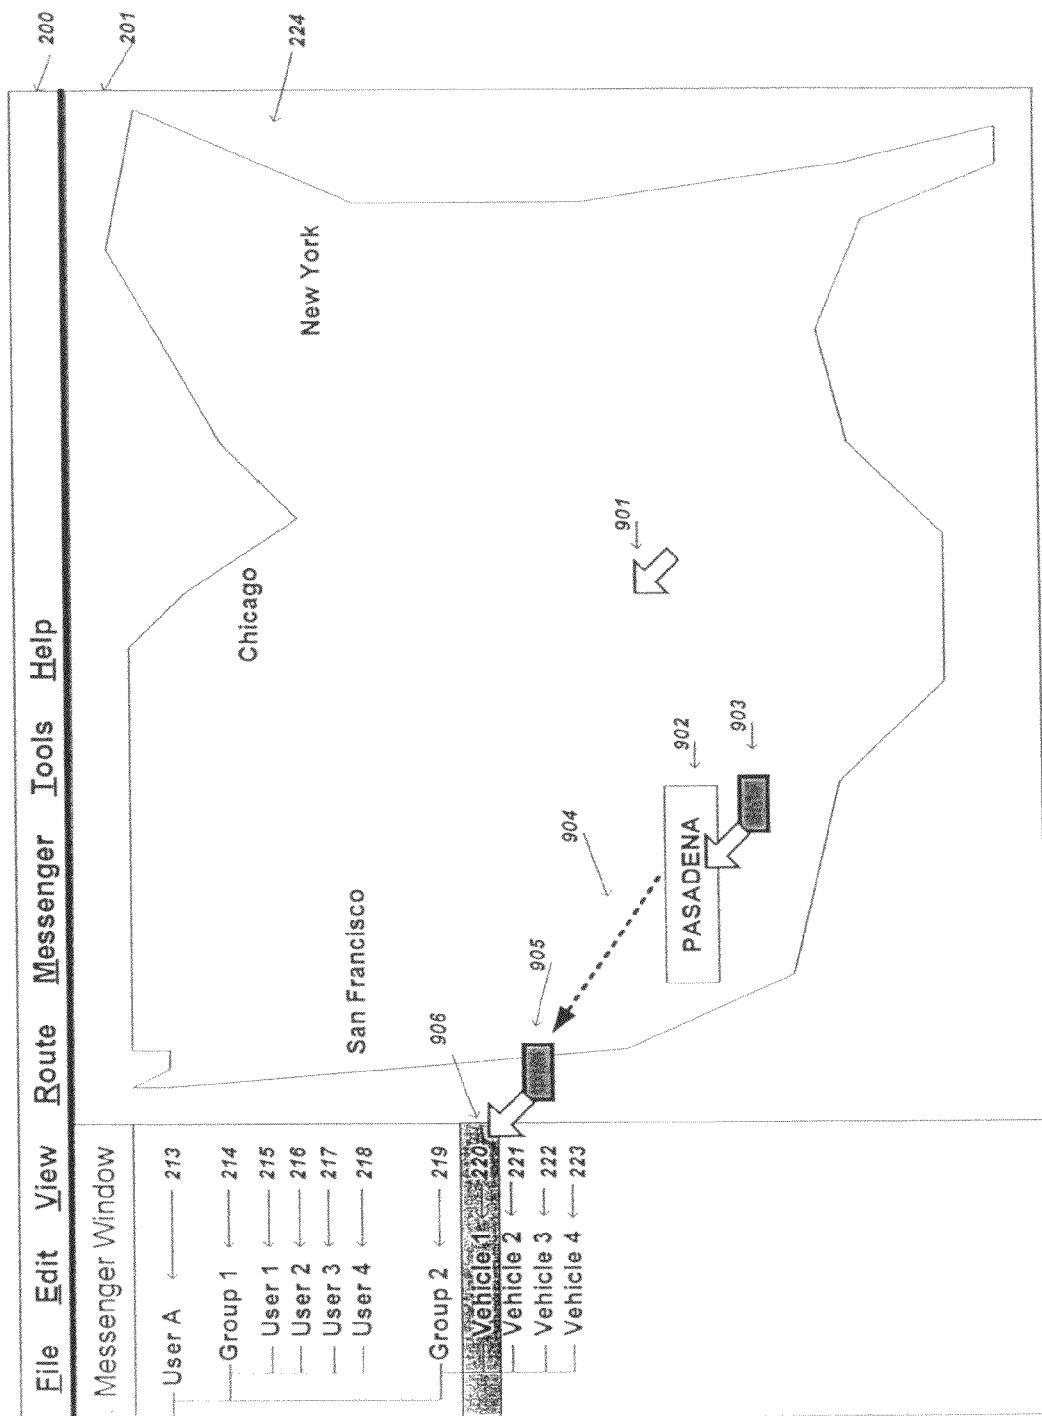 200
File Edit View Route Messenger Tools Help
201
Messenger Window
224
User A 213
Group 1 214
User 1 215
User 2 216
User 3 217
User 4 218
Group 2 219
Vehicle 1 220
Vehicle 2 221
Vehicle 3 222
Vehicle 4 223
Chicago
New York
San Francisco
906
905
904
901
PASADENA
902
903